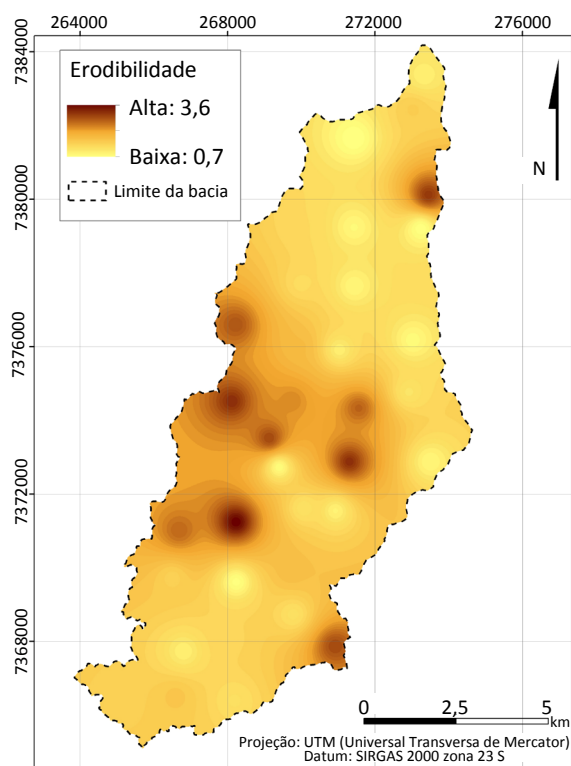 264000 268000 272000 276000
7384000
7380000
7376000
7372000
7368000
Erodibilidade
Alta: 3,6
Baixa: 0,7
Limite da bacia
N
0 2,5 5
km
Projeção: UTM (Universal Transversa de Mercator)
Datum: SIRGAS 2000 zona 23 S